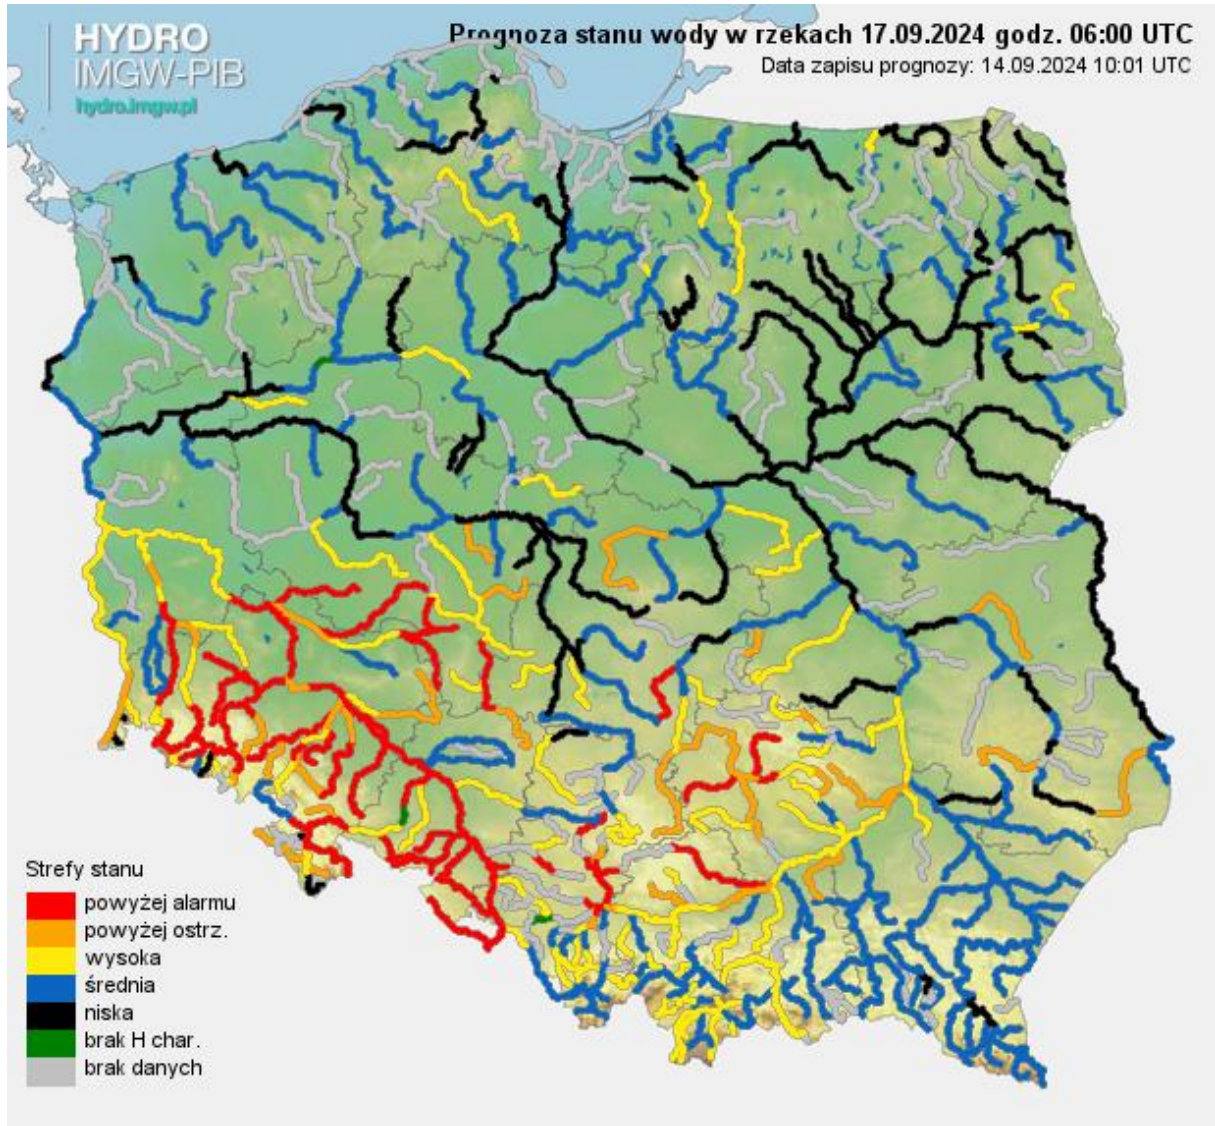 HYDRO
IMGW-PIB
hydro.imgw.pl
Prognoza stanu wody w rzekach 17.09.2024 godz. 06:00 UTC
Data zapisu prognozy: 14.09.2024 10:01 UTC
Strefy stanu
powyżej alarmu
powyżej ostrz.
wysoka
średnia
niska
brak H char.
brak danych